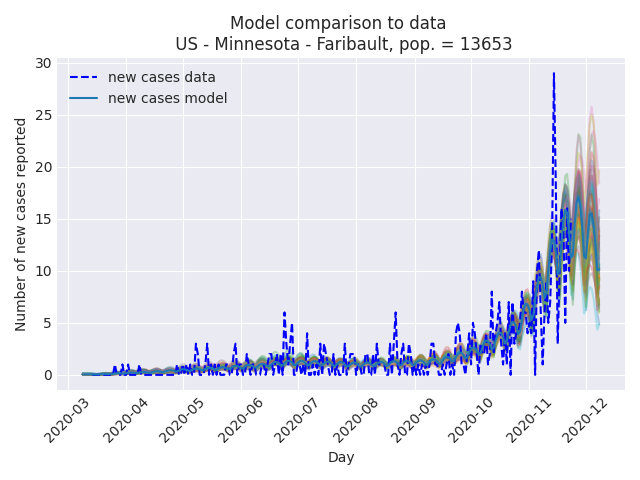 Model comparison to data
US - Minnesota - Faribault, pop. = 13653
new cases data
new cases model
Number of new cases reported
30
25
20
15
10
5
0
2020-03
2020-04
2020-05
2020-06
2020-07
2020-08
2020-09
2020-10
2020-11
2020-12
Day